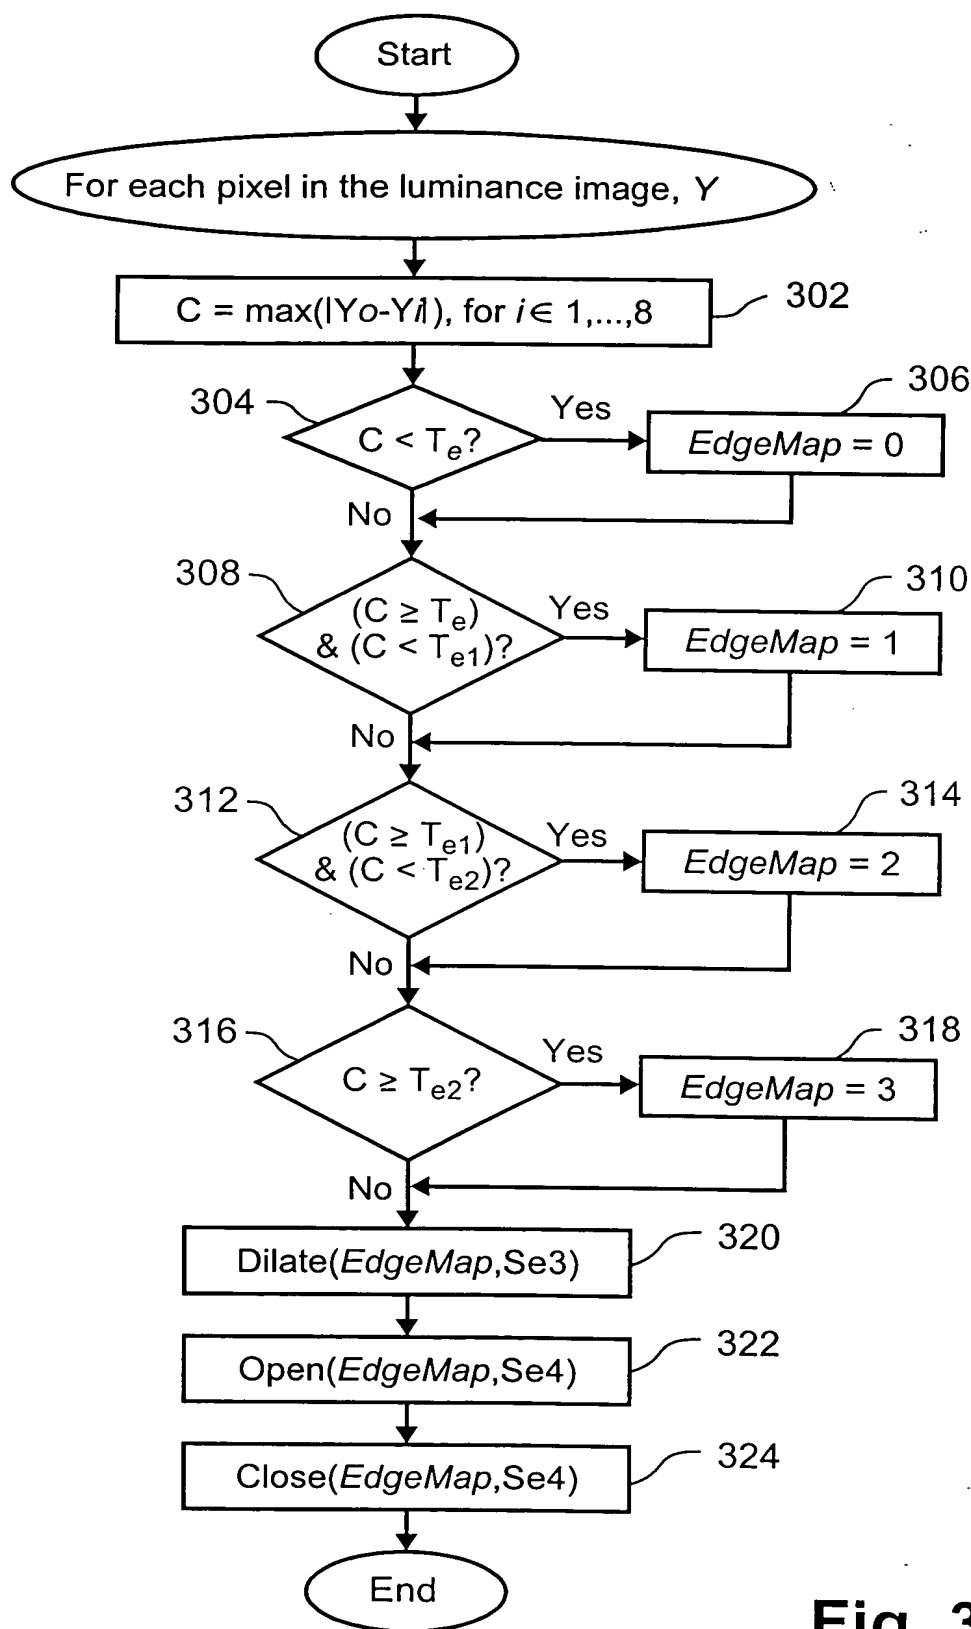 Start
For each pixel in the luminance image, Y
C = max(|Yo-Yi|), for i ∈ 1,...,8
302
304
C < Te?
Yes
306
EdgeMap = 0
No
308
(C ≥ Te)
& (C < Te1)?
Yes
310
EdgeMap = 1
No
312
(C ≥ Te1)
& (C < Te2)?
Yes
314
EdgeMap = 2
No
316
C ≥ Te2?
Yes
318
EdgeMap = 3
No
Dilate(EdgeMap,Se3)
320
Open(EdgeMap,Se4)
322
Close(EdgeMap,Se4)
324
End
Fig. 3